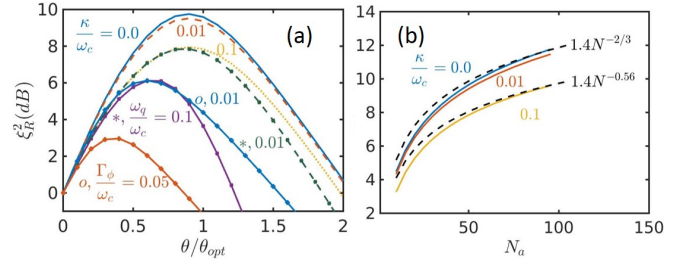 10
8
6
4
2
0
ξ²_R(dB)
κ/ω_c = 0.0
0.01
(a)
0.1
o, 0.01
*, ω_q/ω_c = 0.1
*, 0.01
o, Γ_ϕ/ω_c = 0.05
0 0.5 1 1.5 2
θ/θ_opt
14
12
10
8
6
4
2
(b)
κ/ω_c = 0.0
0.01
0.1
1.4N^{-2/3}
1.4N^{-0.56}
50 100 150
N_a